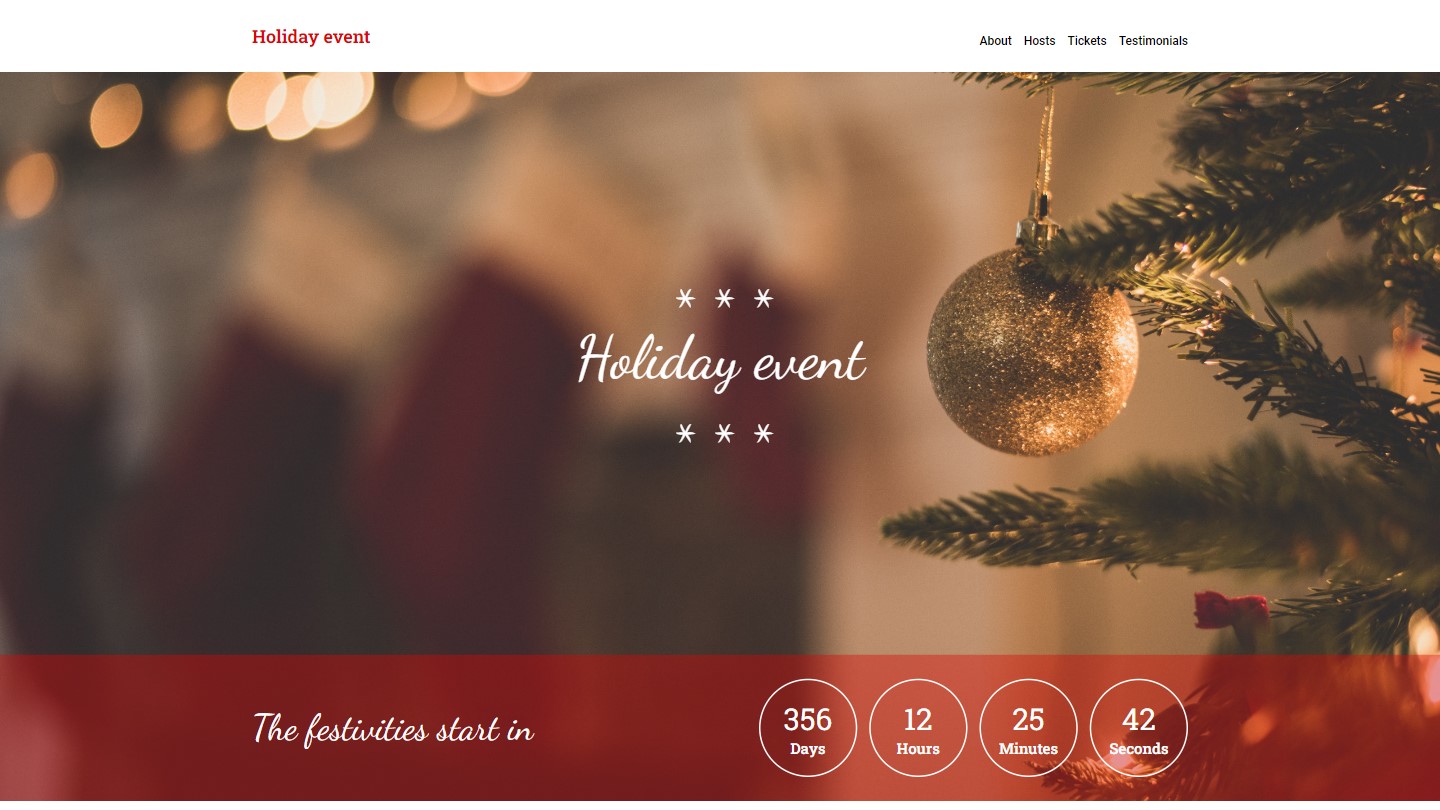 Holiday event
About Hosts Tickets Testimonials
* * *
Holiday event
* * *
The festivities start in
356 12 25 42
Days Hours Minutes Seconds